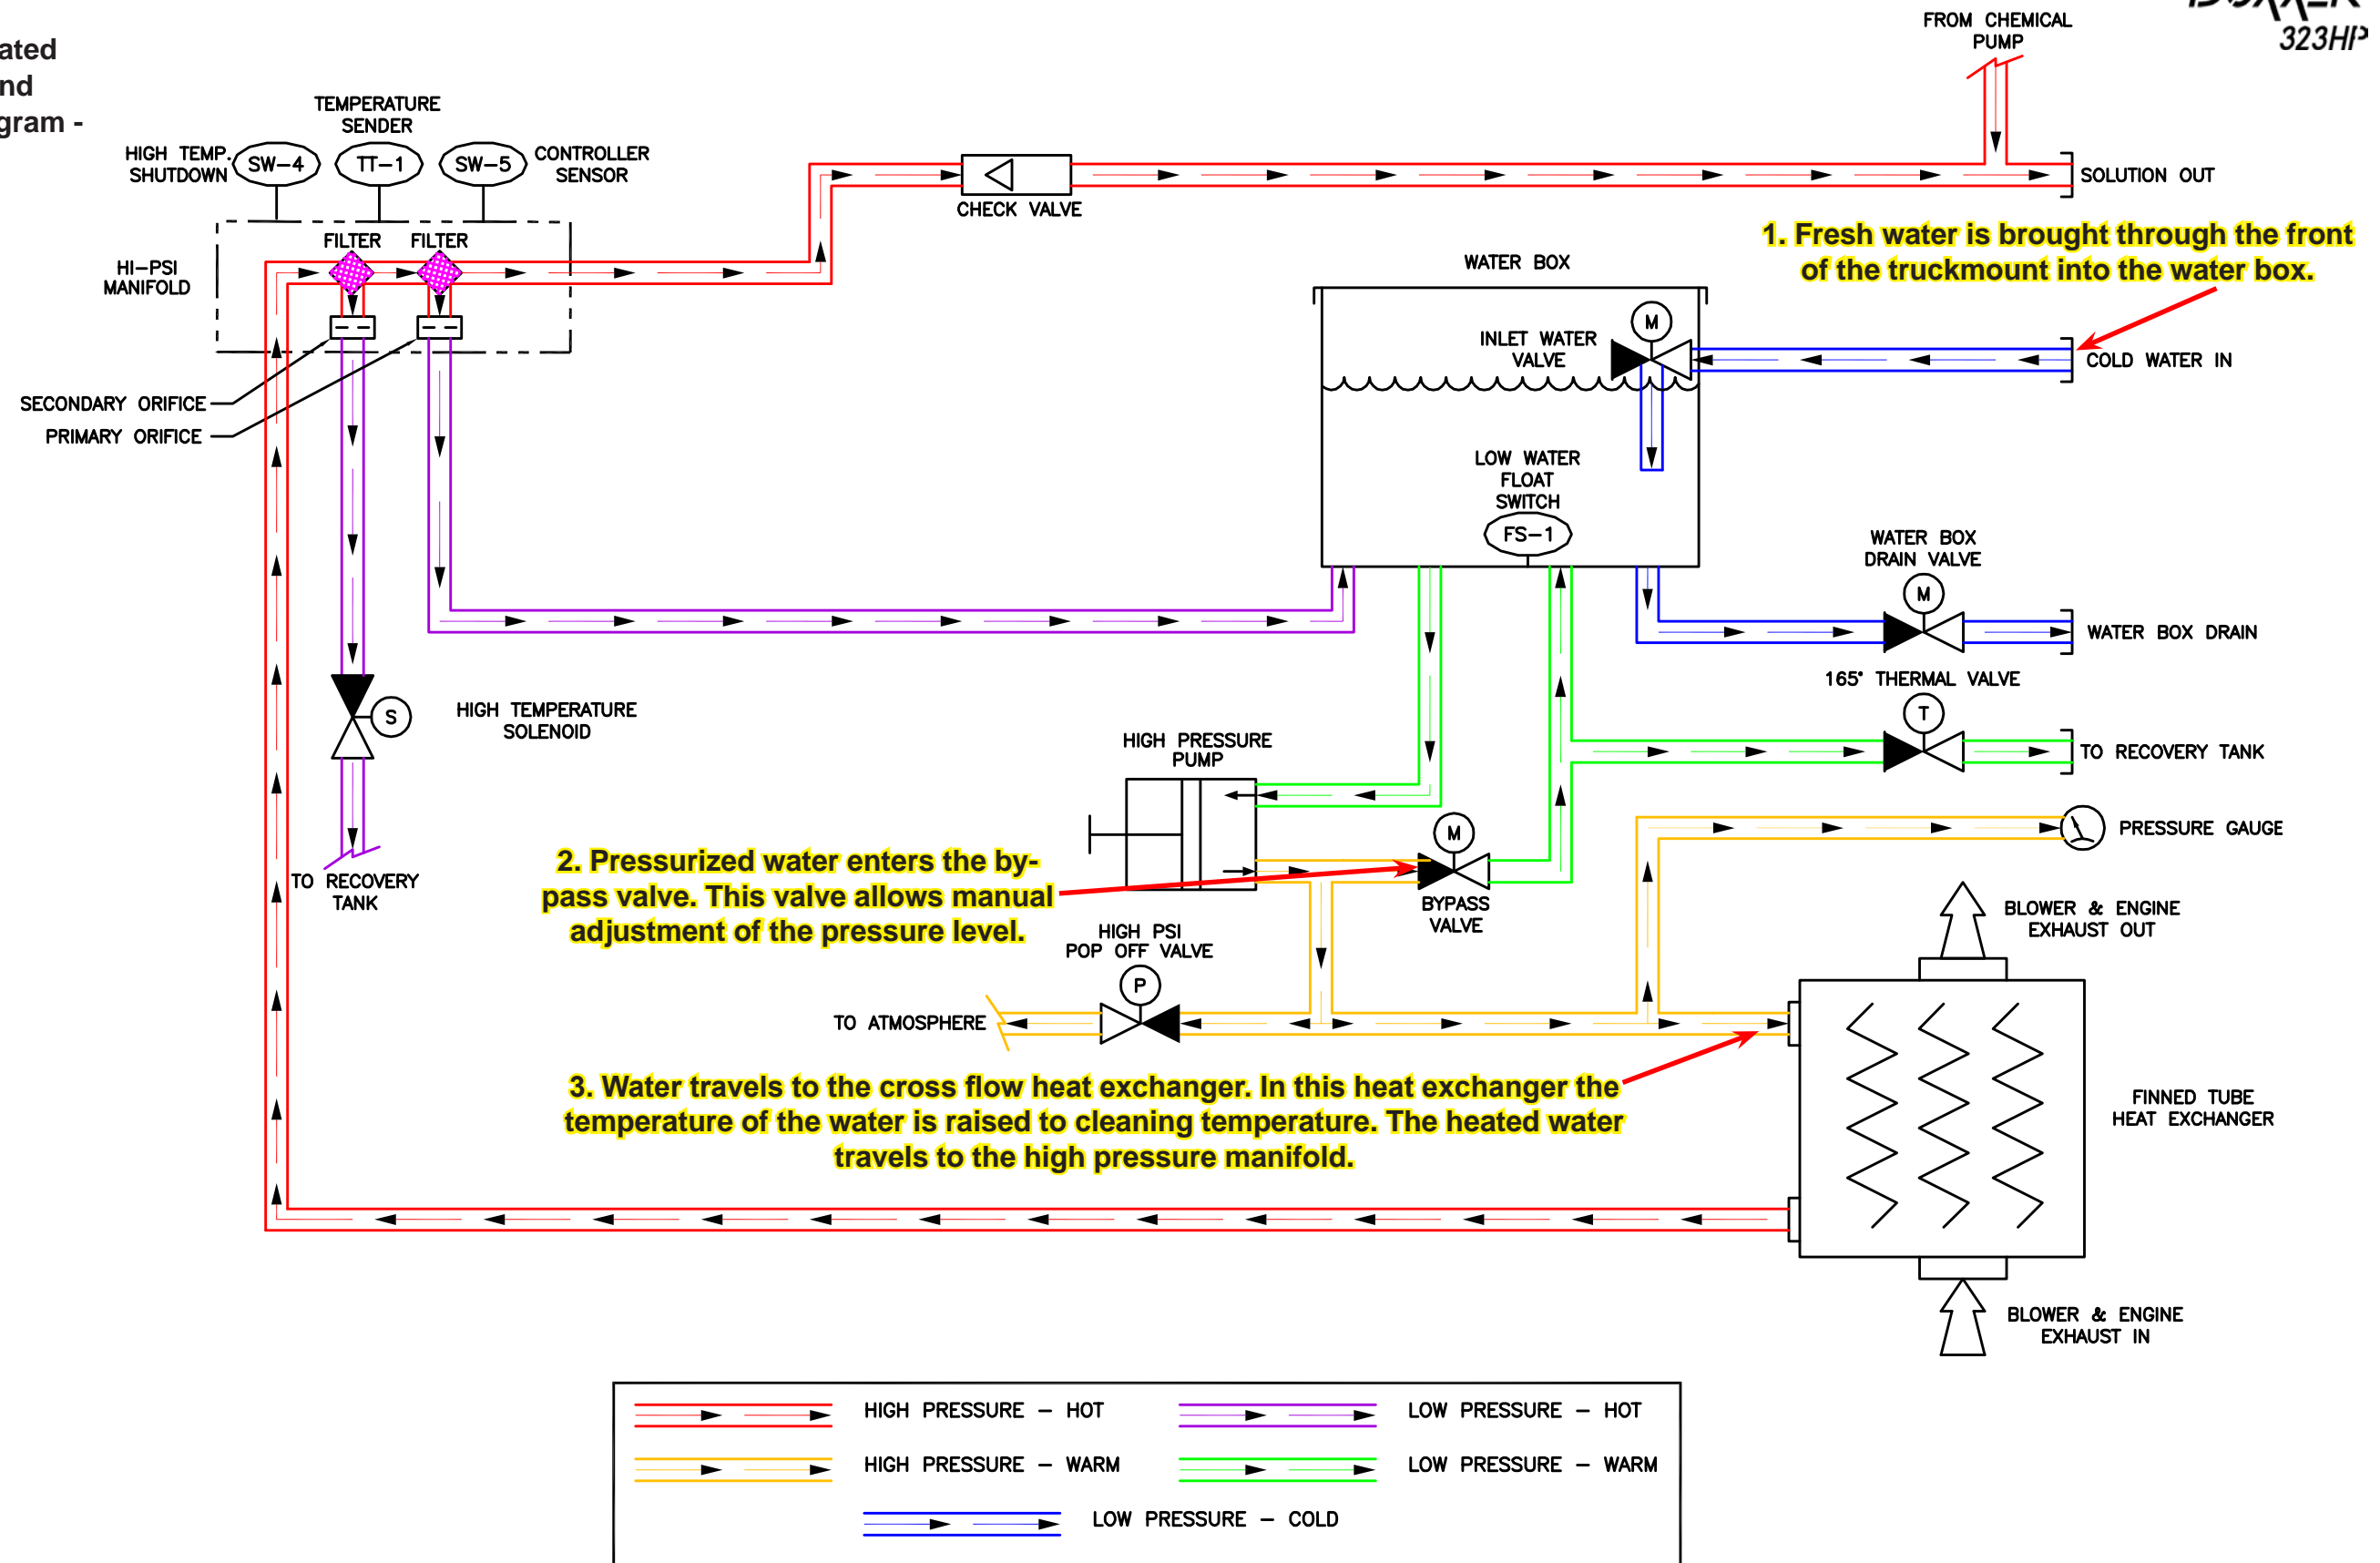 323HP
FROM CHEMICAL
PUMP
TEMPERATURE
SENDER
HIGH TEMP.
SHUTDOWN
SW-4
TT-1
SW-5
CONTROLLER
SENSOR
CHECK VALVE
SOLUTION OUT
FILTER
FILTER
HI-PSI
MANIFOLD
1. Fresh water is brought through the front
of the truckmount into the water box.
WATER BOX
M
INLET WATER
VALVE
COLD WATER IN
SECONDARY ORIFICE
PRIMARY ORIFICE
LOW WATER
FLOAT
SWITCH
FS-1
WATER BOX
DRAIN VALVE
M
WATER BOX DRAIN
165° THERMAL VALVE
T
TO RECOVERY TANK
S
HIGH TEMPERATURE
SOLENOID
HIGH PRESSURE
PUMP
M
BYPASS
VALVE
PRESSURE GAUGE
TO RECOVERY
TANK
2. Pressurized water enters the by-
pass valve. This valve allows manual
adjustment of the pressure level.
BLOWER & ENGINE
EXHAUST OUT
HIGH PSI
POP OFF VALVE
P
TO ATMOSPHERE
3. Water travels to the cross flow heat exchanger. In this heat exchanger the
temperature of the water is raised to cleaning temperature. The heated water
travels to the high pressure manifold.
FINNED TUBE
HEAT EXCHANGER
BLOWER & ENGINE
EXHAUST IN
HIGH PRESSURE - HOT
LOW PRESSURE - HOT
HIGH PRESSURE - WARM
LOW PRESSURE - WARM
LOW PRESSURE - COLD